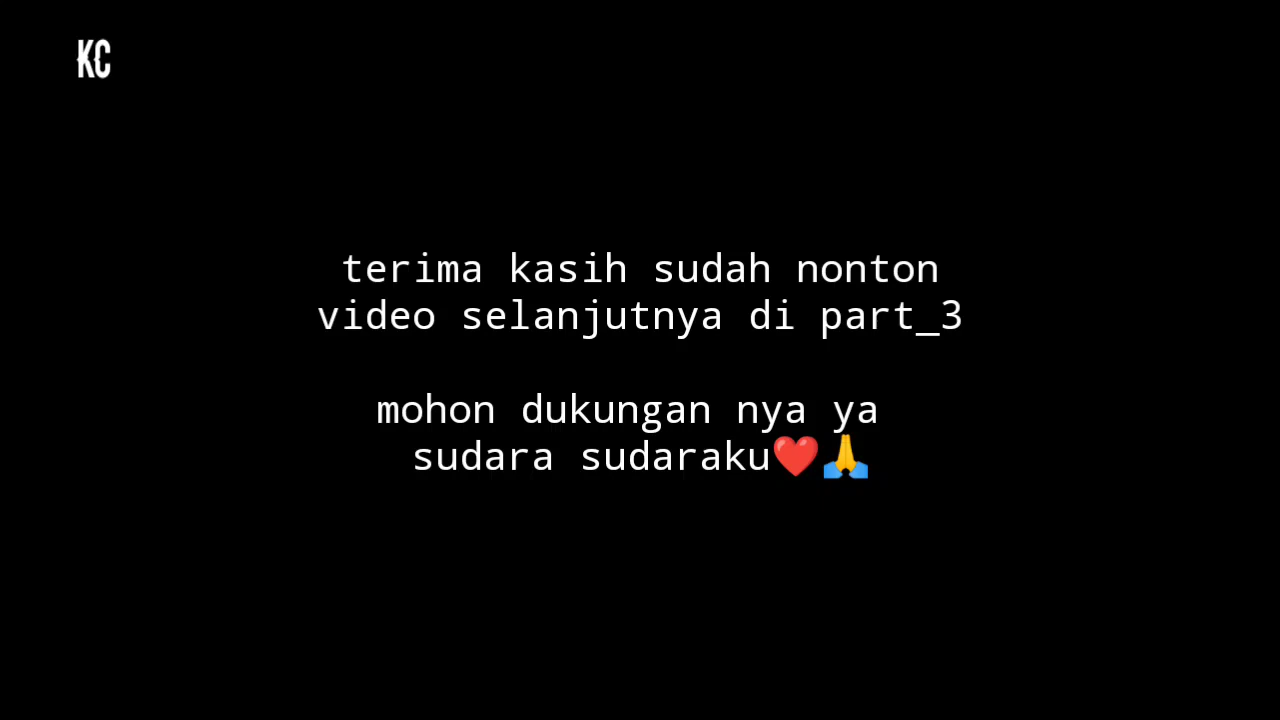 KC
terima kasih sudah nonton
video selanjutnya di part_3
mohon dukungan nya ya
sudara sudaraku❤️🙏